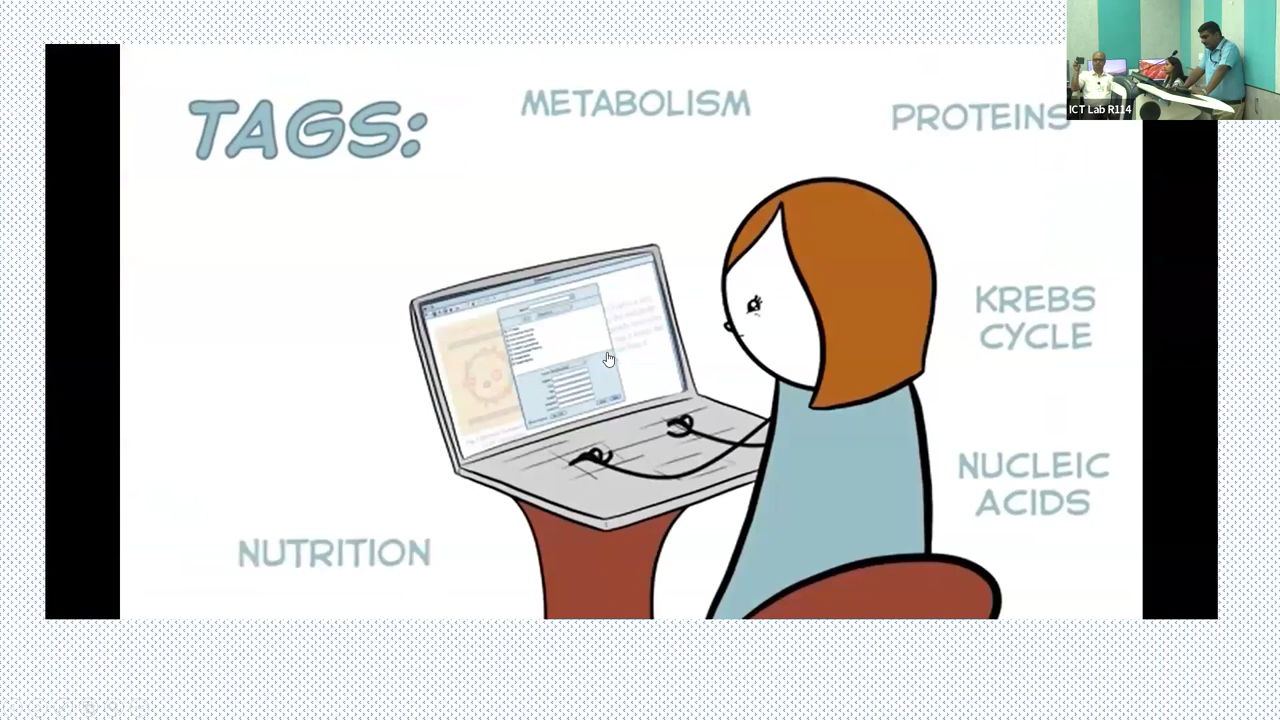 TAGS:
METABOLISM
PROTEINS
ICT Lab R114
KREBS
CYCLE
NUCLEIC
ACIDS
NUTRITION